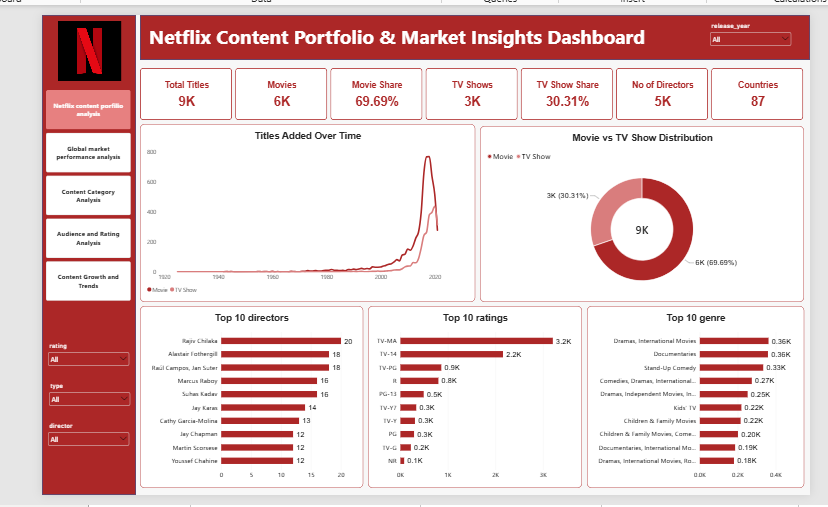 Data
Queries
Insert
Calculations
N
Netflix Content Portfolio & Market Insights Dashboard
release_year
All
Netflix content portfilio
analysis
Global market
performance analysis
Content Category
Analysis
Audience and Rating
Analysis
Content Growth and
Trends
rating
All
type
All
director
All
Total Titles
9K
Movies
6K
Movie Share
69.69%
TV Shows
3K
TV Show Share
30.31%
No of Directors
5K
Countries
87
Titles Added Over Time
800
600
400
200
0
1920
1940
1960
1980
2000
2020
Movie TV Show
Movie vs TV Show Distribution
Movie TV Show
3K (30.31%)
9K
6K (69.69%)
Top 10 directors
Rajiv Chilaka 20
Alastair Fothergill 18
Raúl Campos, Jan Suter 18
Marcus Raboy 16
Suhas Kadav 16
Jay Karas 14
Cathy Garcia-Molina 13
Jay Chapman 12
Martin Scorsese 12
Youssef Chahine 12
0 5 10 15 20
Top 10 ratings
TV-MA 3.2K
TV-14 2.2K
TV-PG 0.9K
R 0.8K
PG-13 0.5K
TV-Y7 0.3K
TV-Y 0.3K
PG 0.3K
TV-G 0.2K
NR 0.1K
0K 1K 2K 3K
Top 10 genre
Dramas, International Movies 0.36K
Documentaries 0.36K
Stand-Up Comedy 0.33K
Comedies, Dramas, International... 0.27K
Dramas, Independent Movies, In... 0.25K
Kids' TV 0.22K
Children & Family Movies 0.22K
Children & Family Movies, Come... 0.20K
Documentaries, International Mo... 0.19K
Dramas, International Movies, Ro... 0.18K
0.0K 0.2K 0.4K